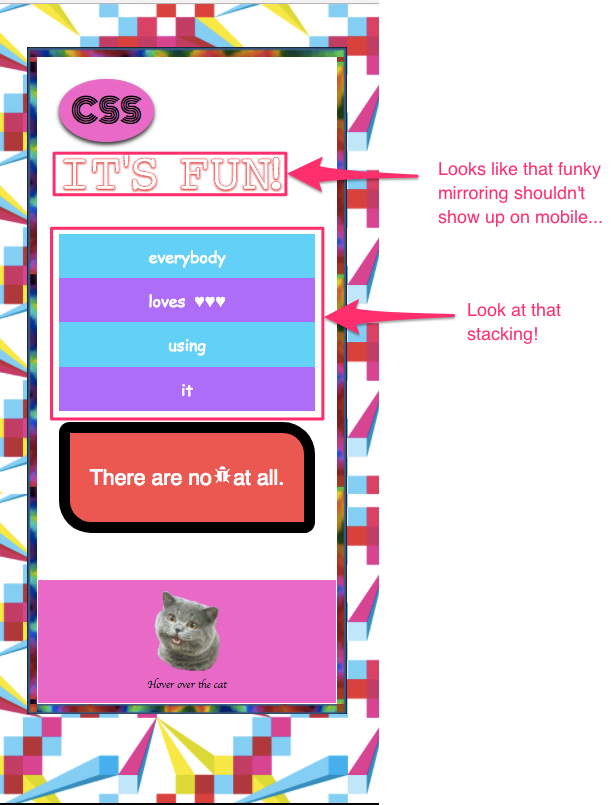 CSS
IT'S FUN!
Looks like that funky
mirroring shouldn't
show up on mobile...
everybody
loves ♥♥♥
using
it
Look at that
stacking!
There are no at all.
Hover over the cat